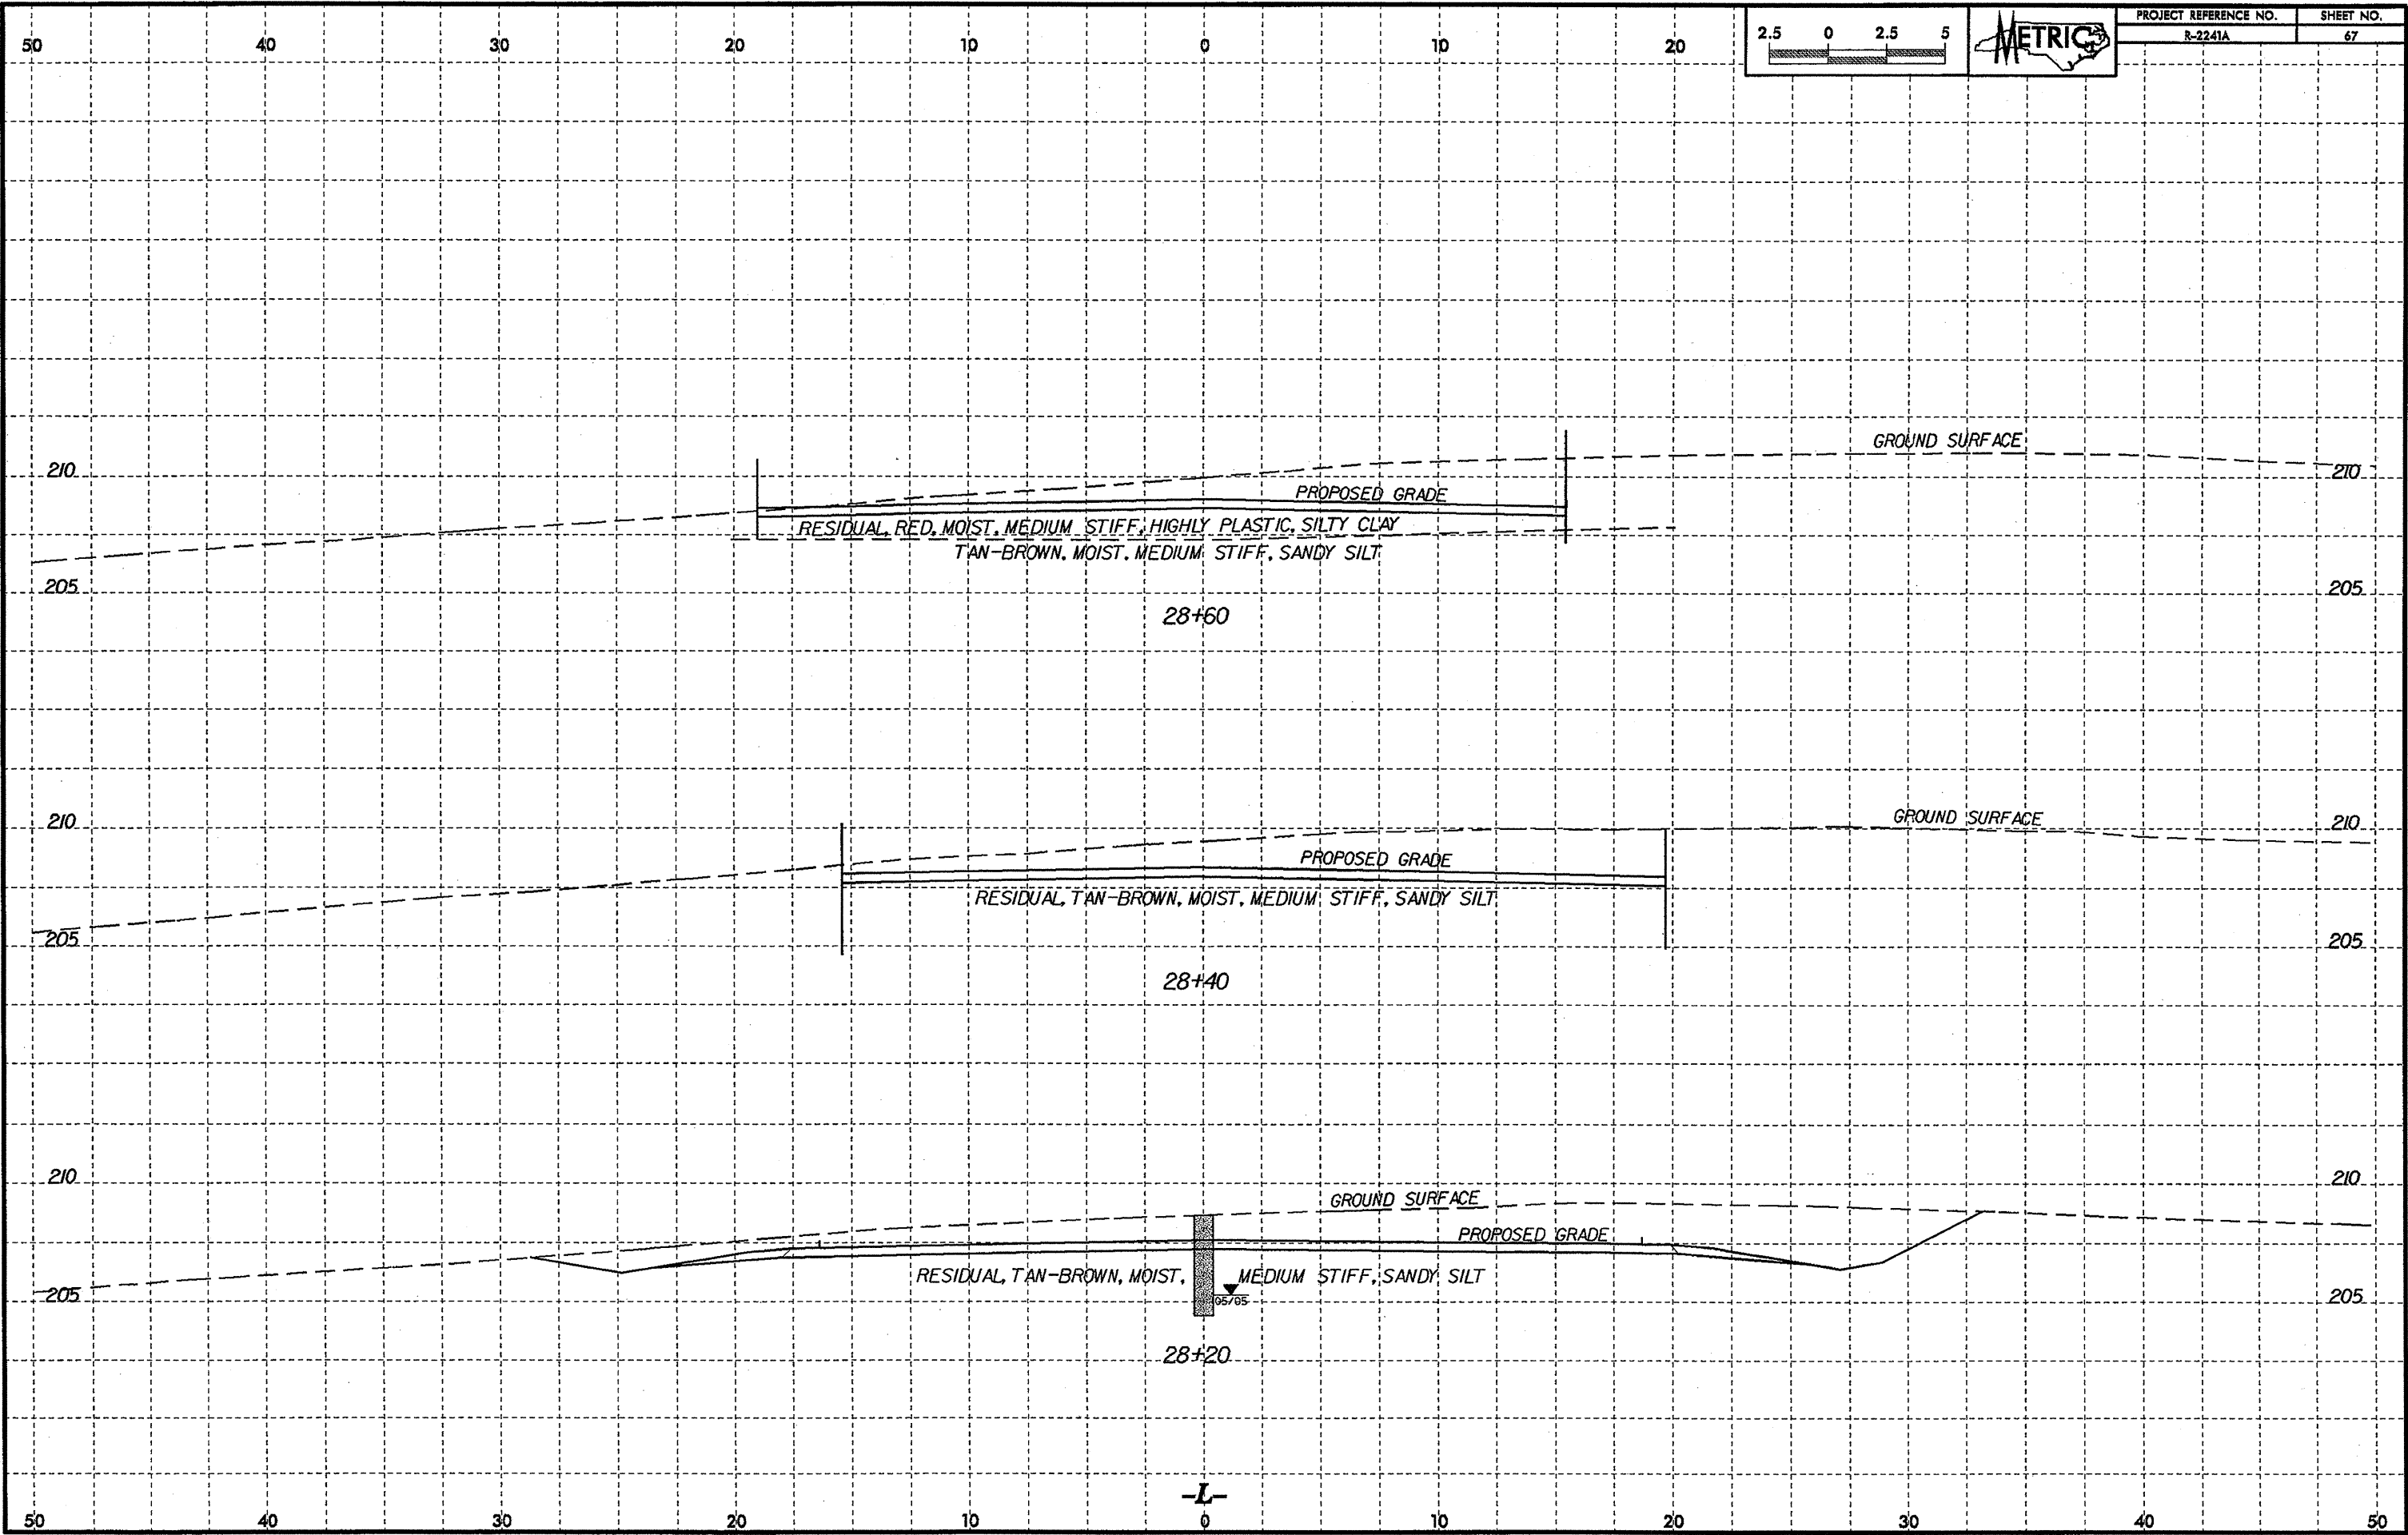 PROJECT REFERENCE NO. SHEET NO.
R-2241A 67
METRIC
2.5 0 2.5 5
50 40 30 20 10 0 10 20
GROUND SURFACE
210 210
PROPOSED GRADE
RESIDUAL, RED, MOIST, MEDIUM STIFF, HIGHLY PLASTIC, SILTY CLAY
TAN-BROWN, MOIST, MEDIUM STIFF, SANDY SILT
205 205
28+60
210 GROUND SURFACE 210
PROPOSED GRADE
RESIDUAL, TAN-BROWN, MOIST, MEDIUM STIFF, SANDY SILT
205 205
28+40
210 210
GROUND SURFACE
PROPOSED GRADE
RESIDUAL, TAN-BROWN, MOIST, MEDIUM STIFF, SANDY SILT
205 05/05 205
28+20
-L-
50 40 30 20 10 0 10 20 30 40 50